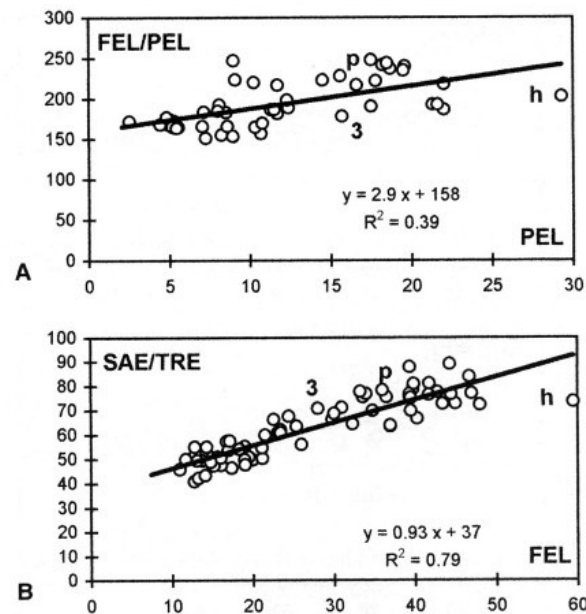 300
FEL/PEL
250
p
200
h
150
3
100
y = 2.9 x + 158
50
R² = 0.39
PEL
0
A
0 5 10 15 20 25 30
100
SAE/TRE
90
80
p
3
70
h
60
50
40
30
20
y = 0.93 x + 37
10
R² = 0.79
FEL
0
B
0 10 20 30 40 50 60